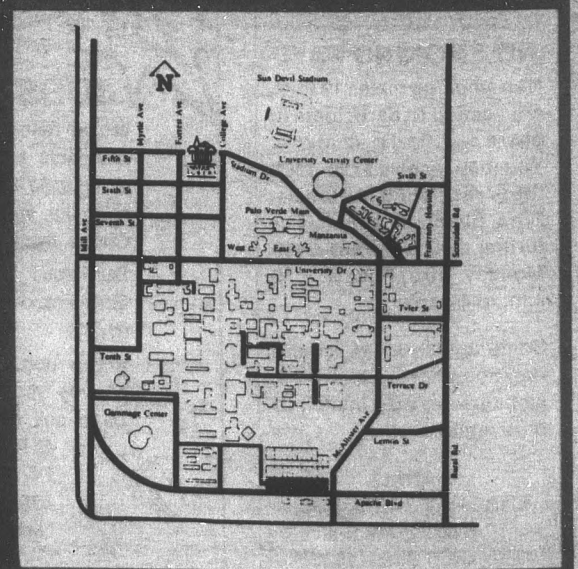 Sun Devil Stadium
N
Myrtle Ave
Forest Ave
College Ave
Fifth St
Stadium Dr
University Activity Center
Sixth St
Sixth St
Fraternity Housing
Palo Verde Main
Seventh St
Manzanita
Mill Ave
Scottsdale Rd
West
East
University Dr
Tyler St
Tenth St
Terrace Dr
Gammage Center
McAllister Ave
Lemon St
Rural Rd
Apache Blvd